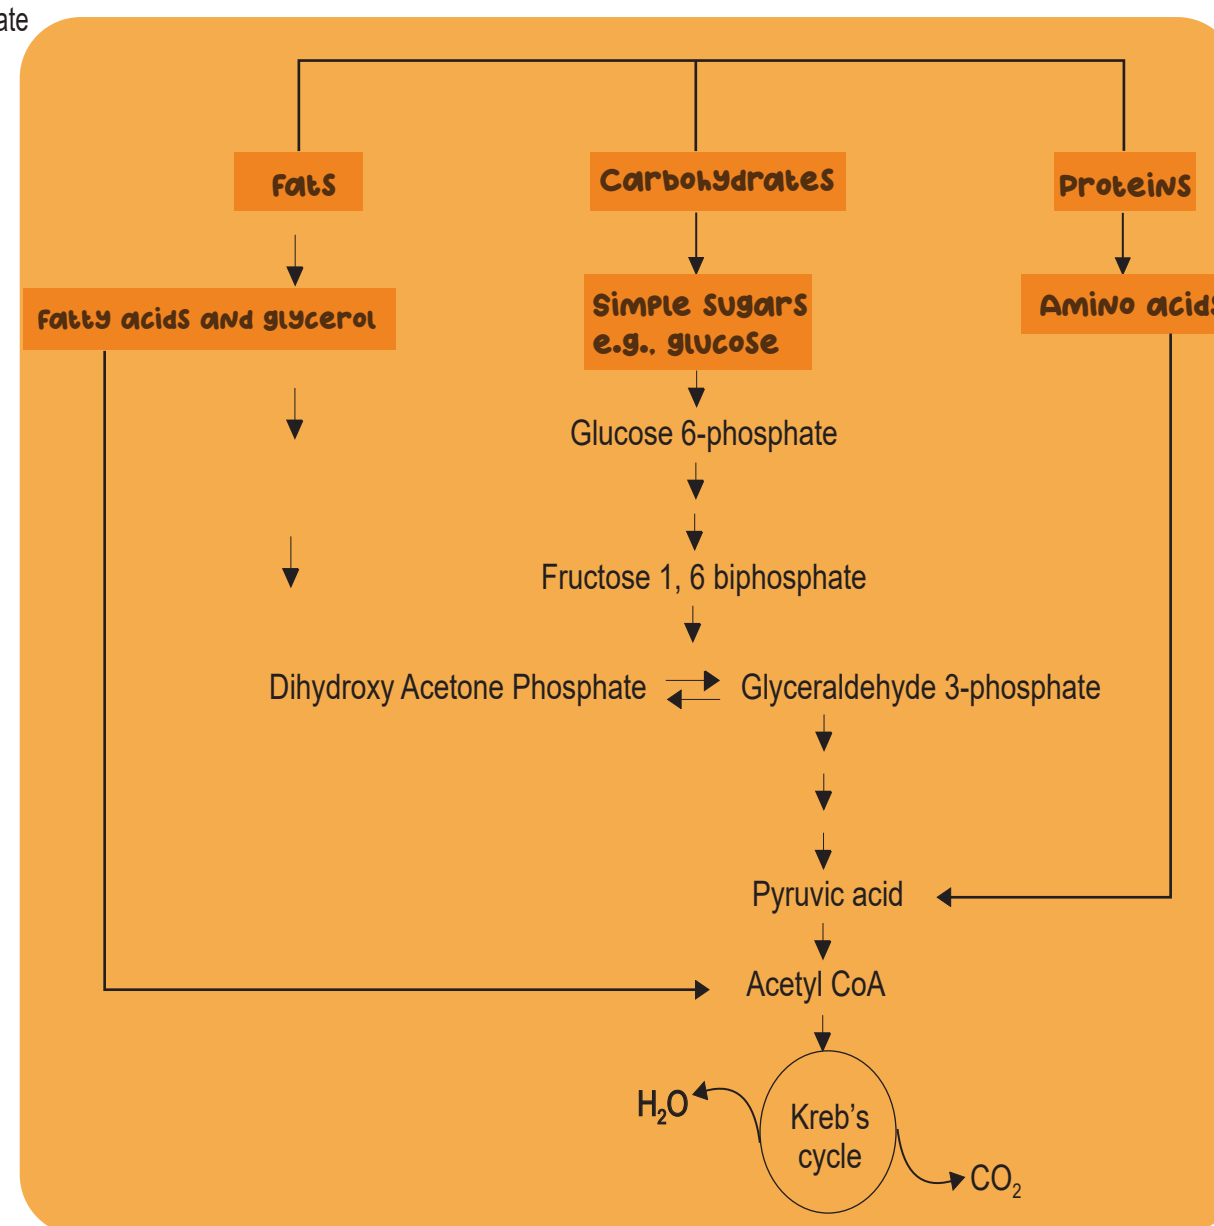 ate
Fats
Carbohydrates
Proteins
Fatty acids and glycerol
Simple sugars
e.g., glucose
Amino acids
Glucose 6-phosphate
Fructose 1, 6 biphosphate
Dihydroxy Acetone Phosphate
Glyceraldehyde 3-phosphate
Pyruvic acid
Acetyl CoA
H₂O
Kreb's
cycle
CO₂